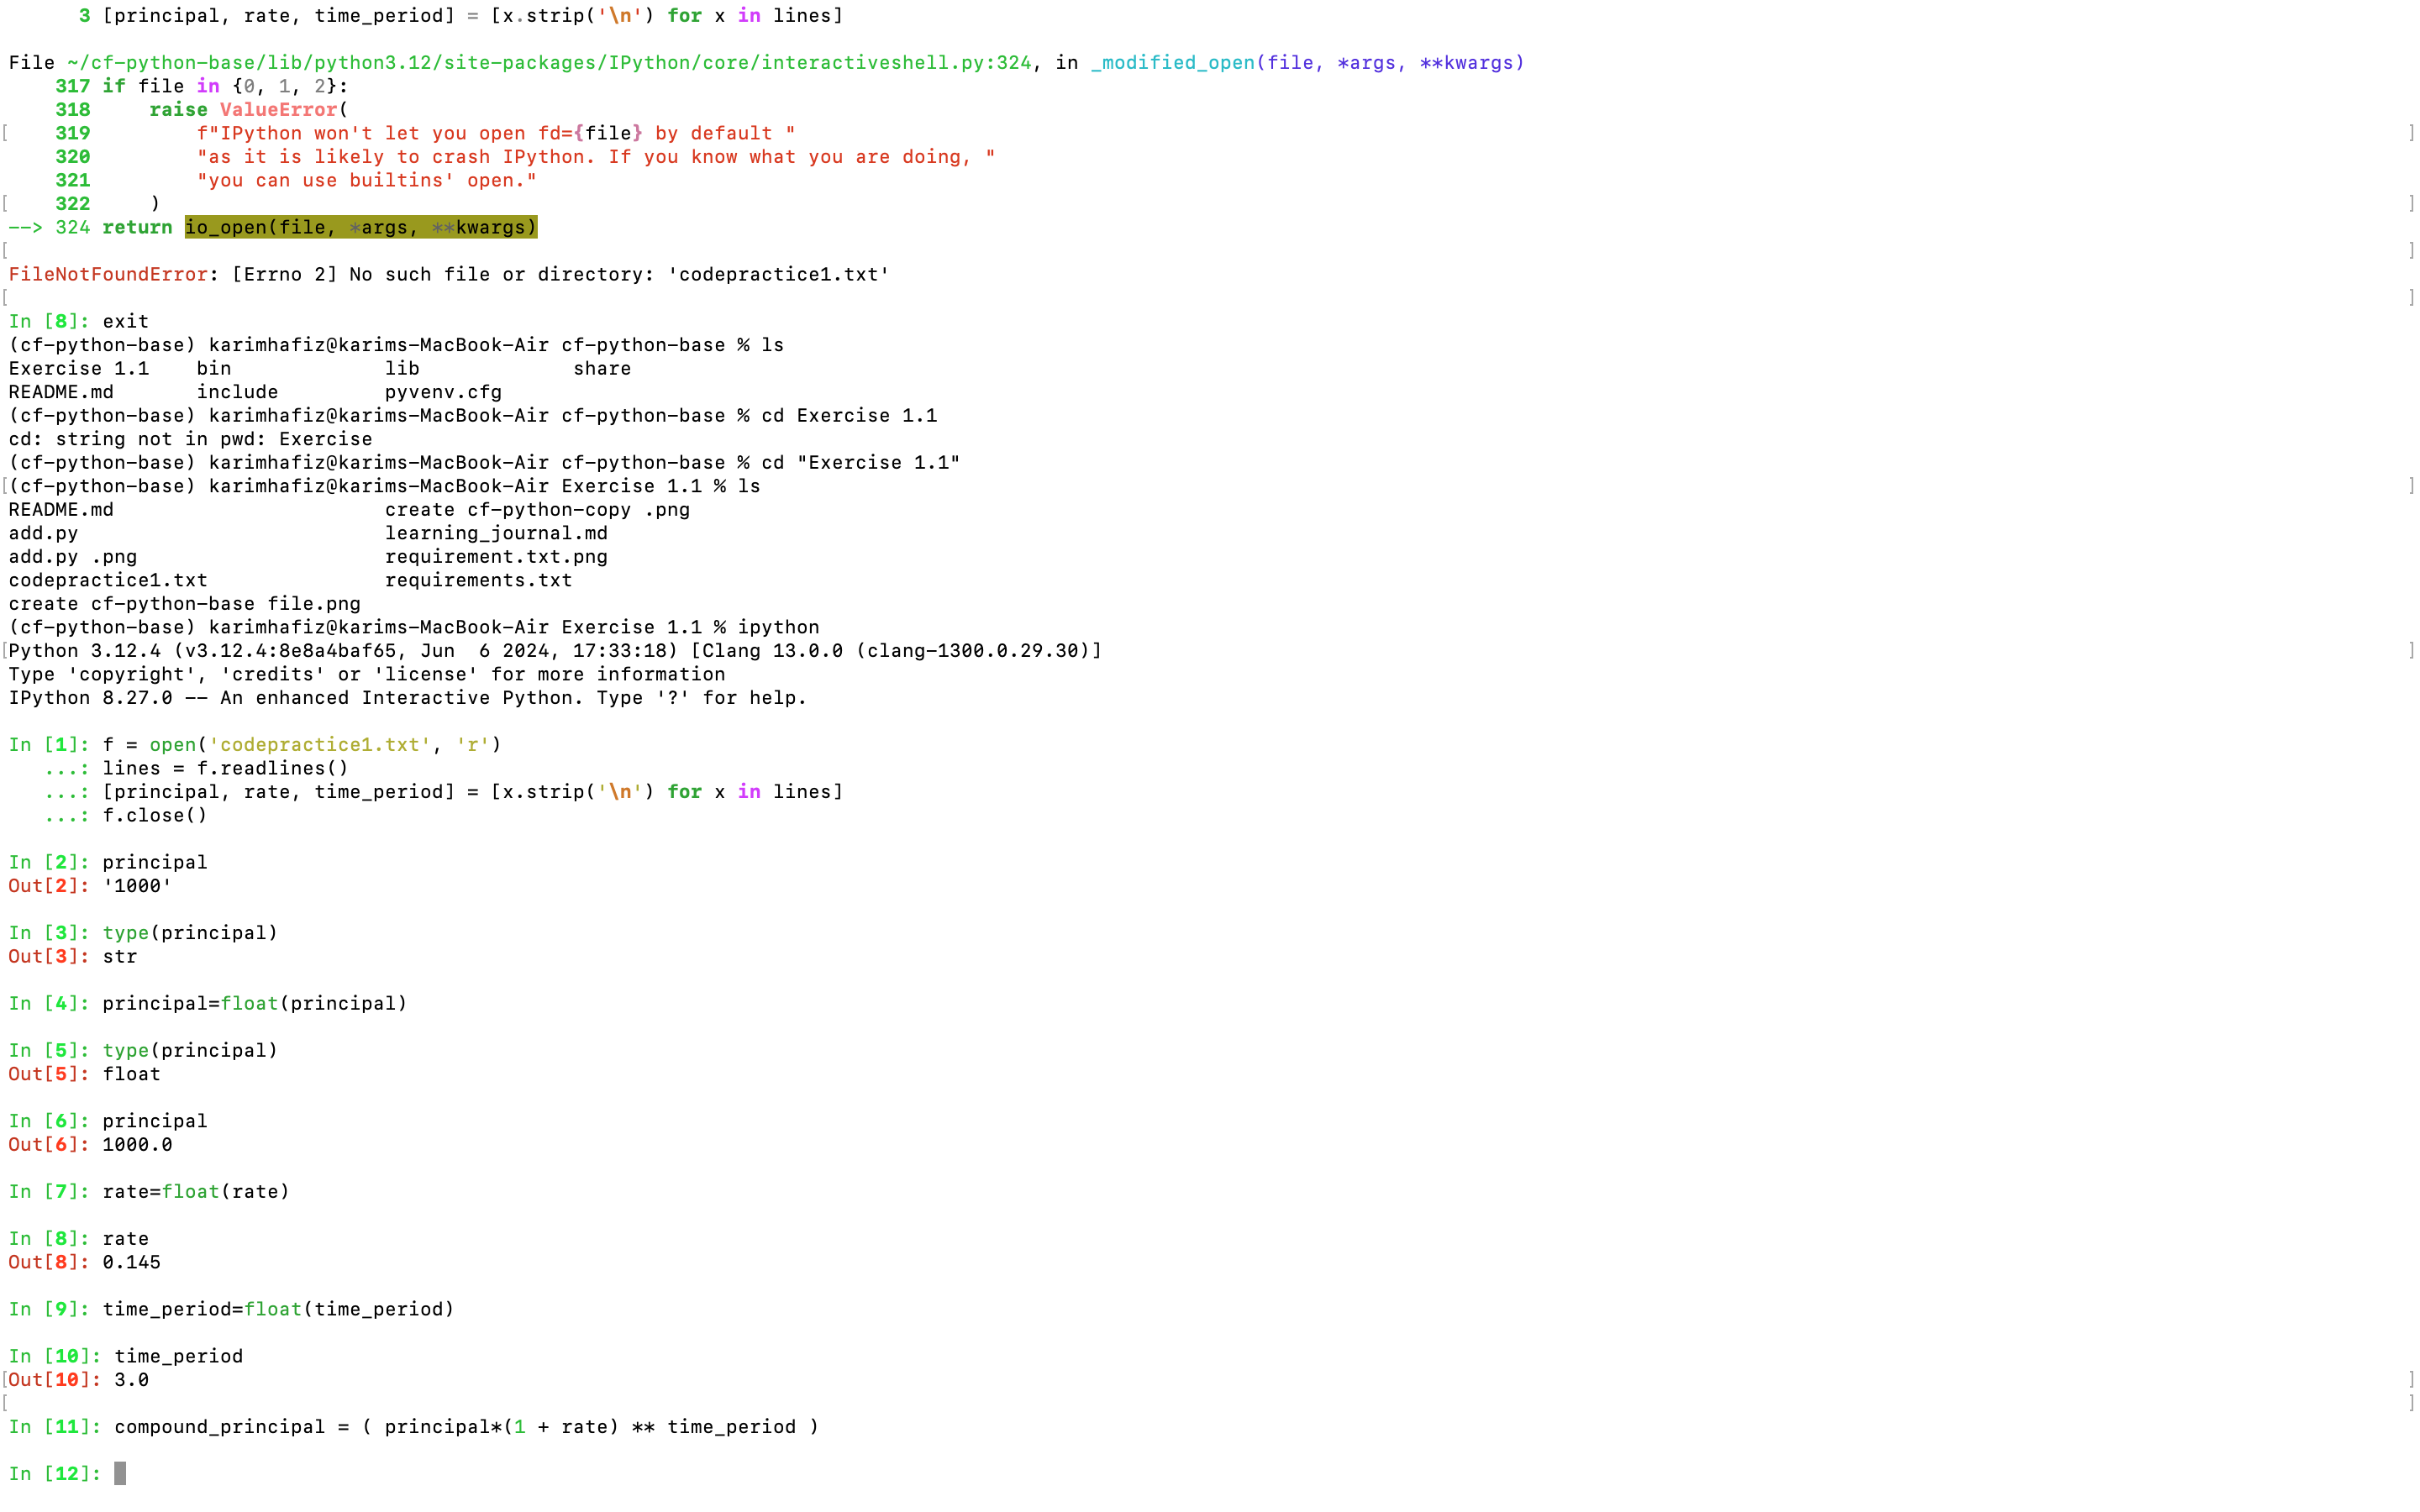 3 [principal, rate, time_period] = [x.strip('\n') for x in lines]
File ~/cf-python-base/lib/python3.12/site-packages/IPython/core/interactiveshell.py:324, in _modified_open(file, *args, **kwargs)
317 if file in {0, 1, 2}:
318     raise ValueError(
[ 319         f"IPython won't let you open fd={file} by default " ]
320         "as it is likely to crash IPython. If you know what you are doing, "
321         "you can use builtins' open."
[ 322     ) ]
--> 324 return io_open(file, *args, **kwargs)
[ ]
FileNotFoundError: [Errno 2] No such file or directory: 'codepractice1.txt'
[ ]
In [8]: exit
(cf-python-base) karimhafiz@karims-MacBook-Air cf-python-base % ls
Exercise 1.1    bin             lib             share
README.md       include         pyvenv.cfg
(cf-python-base) karimhafiz@karims-MacBook-Air cf-python-base % cd Exercise 1.1
cd: string not in pwd: Exercise
(cf-python-base) karimhafiz@karims-MacBook-Air cf-python-base % cd "Exercise 1.1"
[(cf-python-base) karimhafiz@karims-MacBook-Air Exercise 1.1 % ls ]
README.md                       create cf-python-copy .png
add.py                          learning_journal.md
add.py .png                     requirement.txt.png
codepractice1.txt               requirements.txt
create cf-python-base file.png
(cf-python-base) karimhafiz@karims-MacBook-Air Exercise 1.1 % ipython
[Python 3.12.4 (v3.12.4:8e8a4baf65, Jun  6 2024, 17:33:18) [Clang 13.0.0 (clang-1300.0.29.30)] ]
Type 'copyright', 'credits' or 'license' for more information
IPython 8.27.0 -- An enhanced Interactive Python. Type '?' for help.
In [1]: f = open('codepractice1.txt', 'r')
...: lines = f.readlines()
...: [principal, rate, time_period] = [x.strip('\n') for x in lines]
...: f.close()
In [2]: principal
Out[2]: '1000'
In [3]: type(principal)
Out[3]: str
In [4]: principal=float(principal)
In [5]: type(principal)
Out[5]: float
In [6]: principal
Out[6]: 1000.0
In [7]: rate=float(rate)
In [8]: rate
Out[8]: 0.145
In [9]: time_period=float(time_period)
In [10]: time_period
[Out[10]: 3.0 ]
[ ]
In [11]: compound_principal = ( principal*(1 + rate) ** time_period )
In [12]: